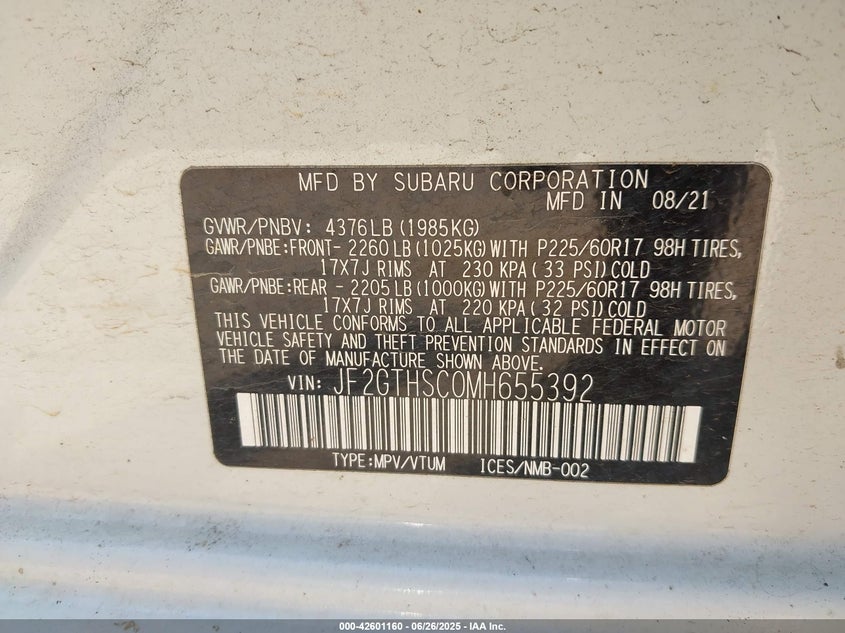 MFD BY SUBARU CORPORATION
MFD IN 08/21
GVWR/PNBV: 4376LB (1985KG)
GAWR/PNBE:FRONT- 2260 LB (1025KG) WITH P225/60R17 98H TIRES,
17X7J RIMS AT 230 KPA ( 33 PSI) COLD
GAWR/PNBE:REAR - 2205 LB (1000KG) WITH P225/60R17 98H TIRES,
17X7J RIMS AT 220 KPA ( 32 PSI) COLD
THIS VEHICLE CONFORMS TO ALL APPLICABLE FEDERAL MOTOR
VEHICLE SAFETY AND THEFT PREVENTION STANDARDS IN EFFECT ON
THE DATE OF MANUFACTURE SHOWN ABOVE.
VIN: JF2GTHSC0MH655392
TYPE:MPV/VTUM ICES/NMB-002
000-42601160 - 06/26/2025 - IAA Inc.